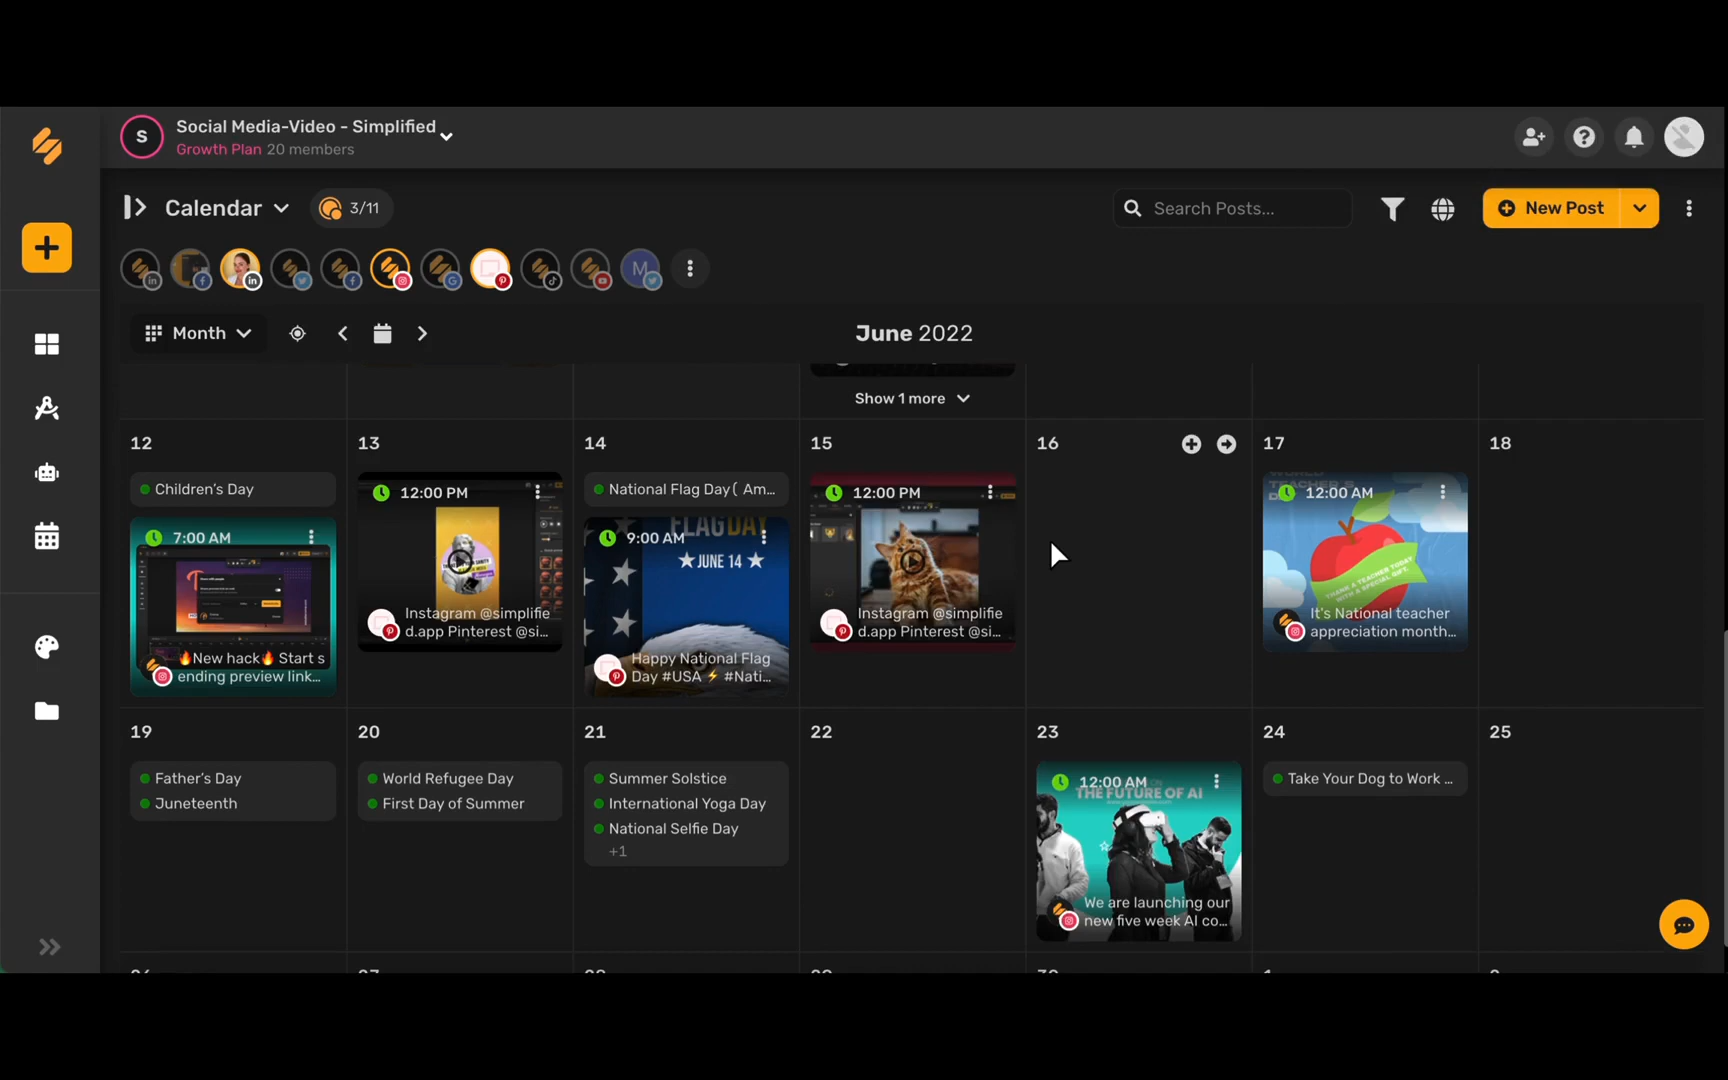 S
Social Media-Video - Simplified
Growth Plan 20 members
Calendar
3/11
Search Posts...
New Post
M
Month
June 2022
Show 1 more
12
13
14
15
16
17
18
Children's Day
12:00 PM
National Flag Day( Am...
12:00 PM
12:00 AM
7:00 AM
FLAG DAY
9:00 AM
★JUNE 14★
THANK A TEACHER TODAY
WITH A SPECIAL GIFT.
Instagram @simplifie
d.app Pinterest @si...
Instagram @simplifie
d.app Pinterest @si...
It's National teacher
appreciation month...
🔥New hack🔥 Start s
ending preview link...
Happy National Flag
Day #USA ⚡ #Nati...
19
20
21
22
23
24
25
Father's Day
Juneteenth
World Refugee Day
First Day of Summer
Summer Solstice
International Yoga Day
National Selfie Day
+1
12:00 AM
THE FUTURE OF AI
We are launching our
new five week AI co...
Take Your Dog to Work ...